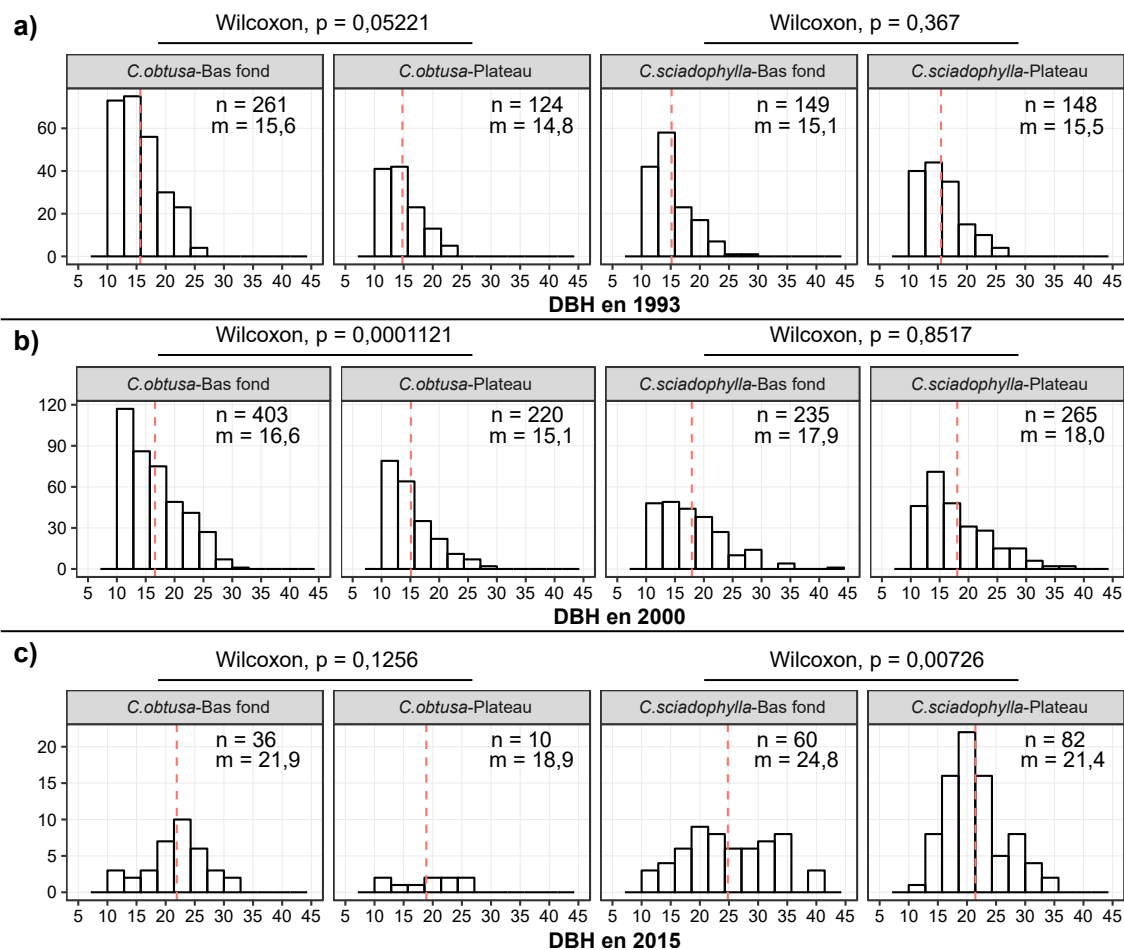 a)
Wilcoxon, p = 0,05221
Wilcoxon, p = 0,367
C.obtusa-Bas fond
C.obtusa-Plateau
C.sciadophylla-Bas fond
C.sciadophylla-Plateau
n = 261
m = 15,6
n = 124
m = 14,8
n = 149
m = 15,1
n = 148
m = 15,5
60
40
20
0
5 10 15 20 25 30 35 40 45
5 10 15 20 25 30 35 40 45
5 10 15 20 25 30 35 40 45
5 10 15 20 25 30 35 40 45
DBH en 1993
b)
Wilcoxon, p = 0,0001121
Wilcoxon, p = 0,8517
C.obtusa-Bas fond
C.obtusa-Plateau
C.sciadophylla-Bas fond
C.sciadophylla-Plateau
n = 403
m = 16,6
n = 220
m = 15,1
n = 235
m = 17,9
n = 265
m = 18,0
120
90
60
30
0
5 10 15 20 25 30 35 40 45
5 10 15 20 25 30 35 40 45
5 10 15 20 25 30 35 40 45
5 10 15 20 25 30 35 40 45
DBH en 2000
c)
Wilcoxon, p = 0,1256
Wilcoxon, p = 0,00726
C.obtusa-Bas fond
C.obtusa-Plateau
C.sciadophylla-Bas fond
C.sciadophylla-Plateau
n = 36
m = 21,9
n = 10
m = 18,9
n = 60
m = 24,8
n = 82
m = 21,4
20
15
10
5
0
5 10 15 20 25 30 35 40 45
5 10 15 20 25 30 35 40 45
5 10 15 20 25 30 35 40 45
5 10 15 20 25 30 35 40 45
DBH en 2015